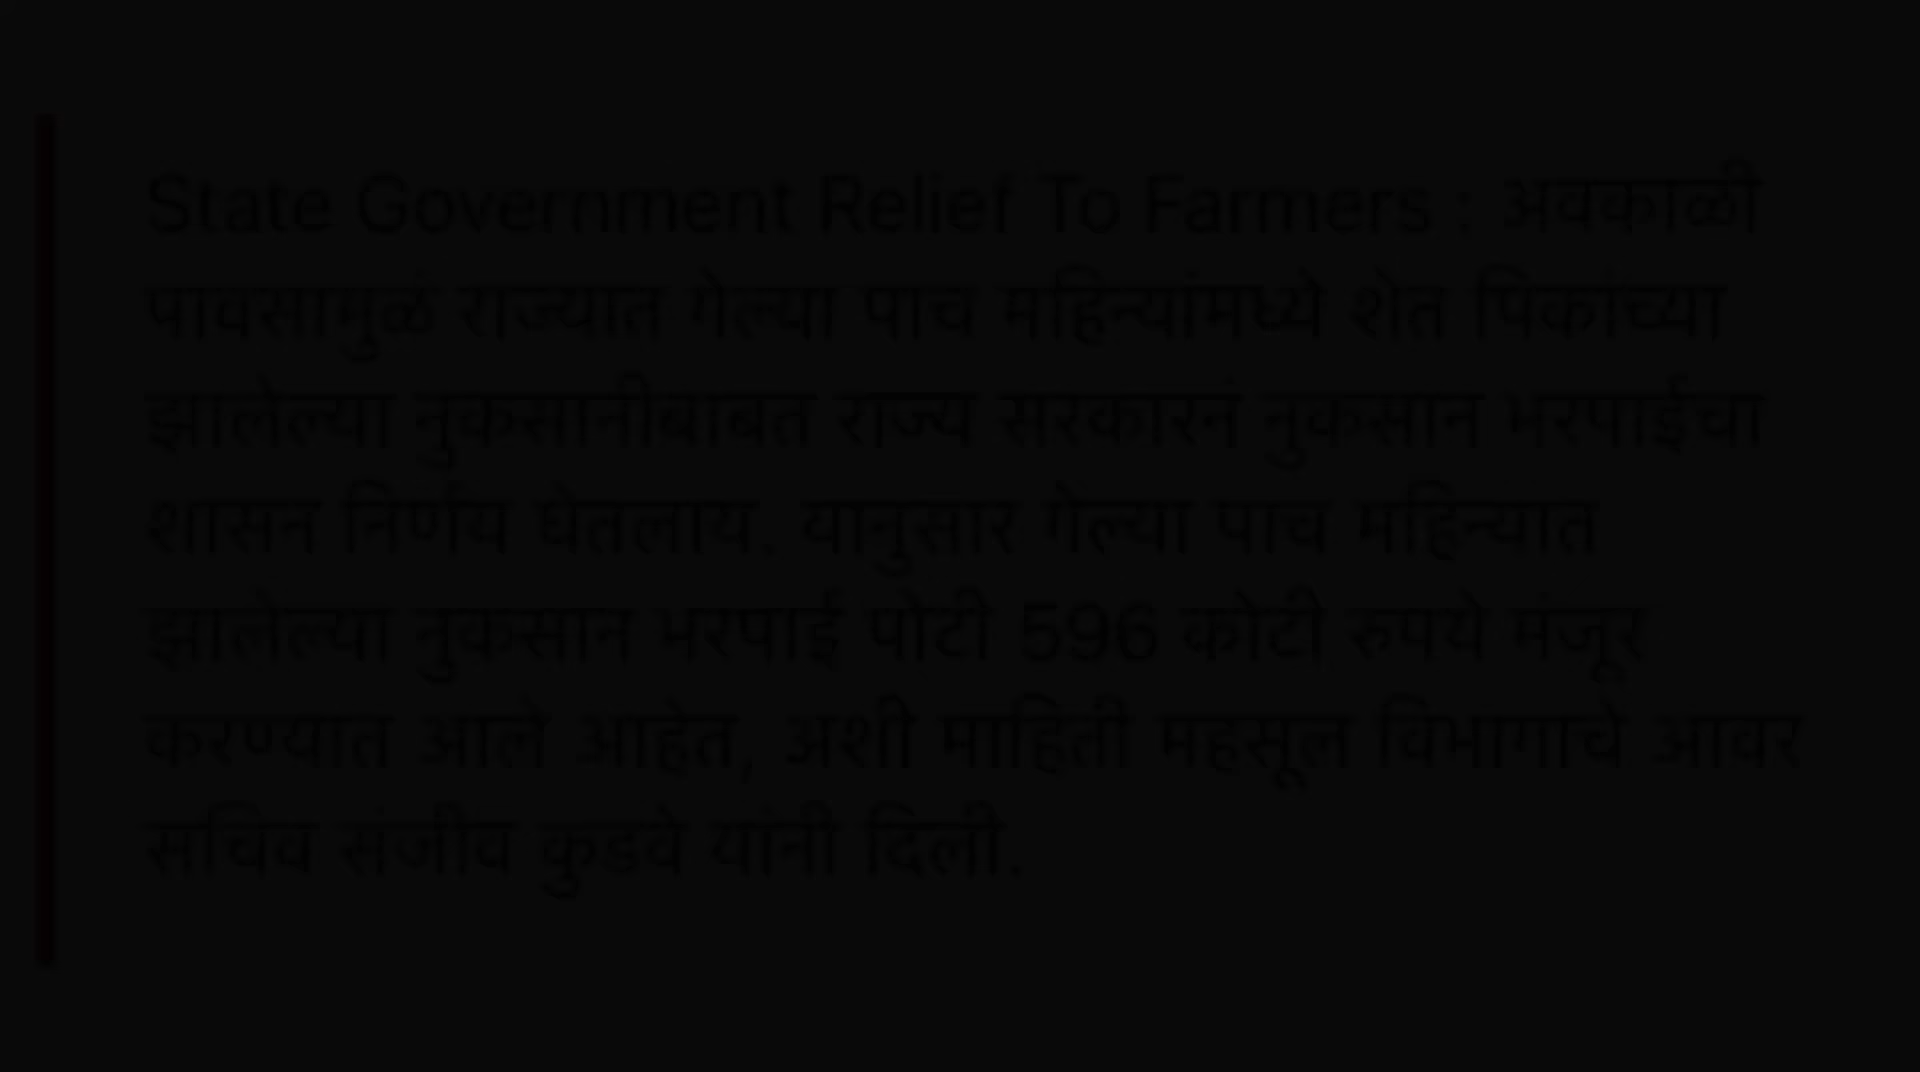 State Government Relief To Farmers : अवकाळी
पावसामुळं राज्यात गेल्या पाच महिन्यांमध्ये शेत पिकांच्या
झालेल्या नुकसानीबाबत राज्य सरकारनं नुकसान भरपाईचा
शासन निर्णय घेतलाय. यानुसार गेल्या पाच महिन्यात
झालेल्या नुकसान भरपाई पोटी 596 कोटी रुपये मंजूर
करण्यात आले आहेत, अशी माहिती महसूल विभागाचे आवर
सचिव संजीव कुडवे यांनी दिली.